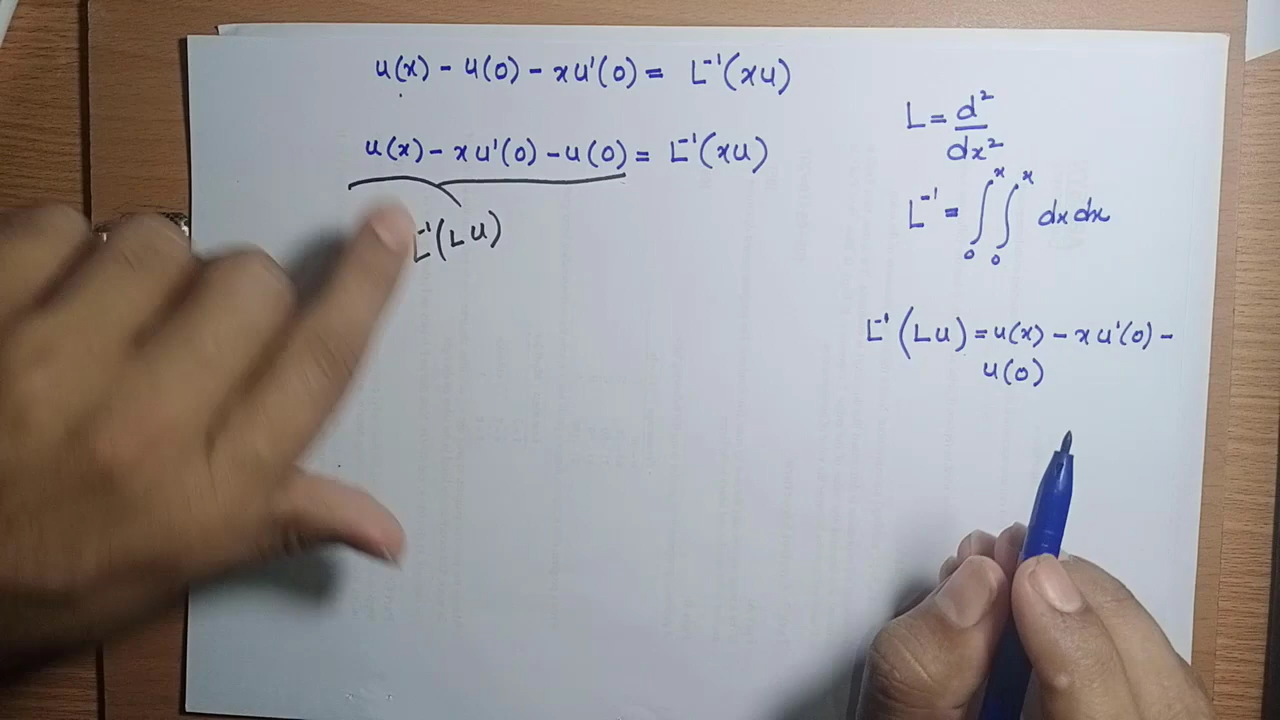 u(x) - u(0) - xu'(0) = L⁻¹(xu)
u(x) - xu'(0) - u(0) = L⁻¹(xu)
L⁻¹(Lu)
L = d²/dx²
L⁻¹ = ∫₀ˣ ∫₀ˣ dx dx
L⁻¹(Lu) = u(x) - xu'(0) -
u(0)